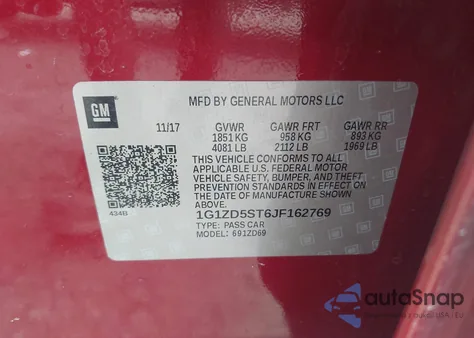 MFD BY GENERAL MOTORS LLC
GM
11/17 GVWR GAWR FRT GAWR RR
1851 KG 958 KG 893 KG
4081 LB 2112 LB 1969 LB
THIS VEHICLE CONFORMS TO ALL
APPLICABLE U.S. FEDERAL MOTOR
VEHICLE SAFETY, BUMPER, AND THEFT
PREVENTION STANDARDS IN EFFECT ON
THE DATE OF MANUFACTURE SHOWN
ABOVE.
434B
1G1ZD5ST6JF162769
TYPE: PASS CAR
MODEL: 691ZD69
autoSnap